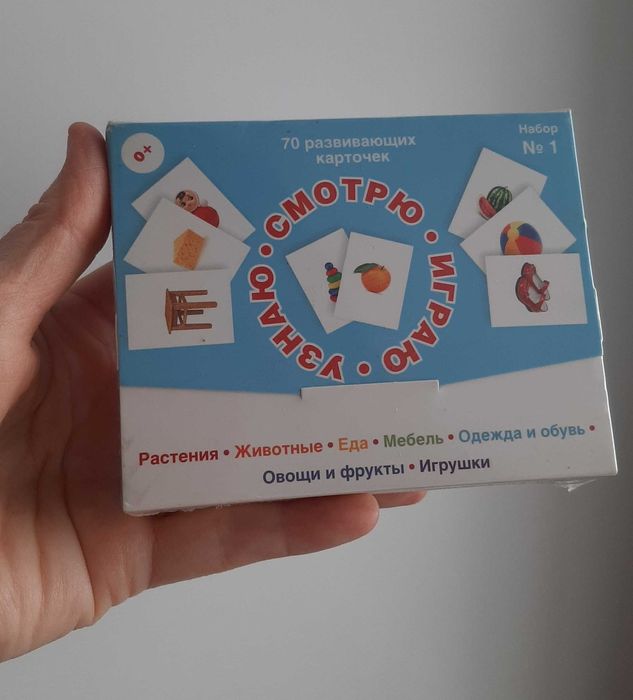 0+
70 развивающих
карточек
Набор
№ 1
СМОТРЮ • ИГРАЮ • УЗНАЮ •
Растения • Животные • Еда • Мебель • Одежда и обувь •
Овощи и фрукты • Игрушки